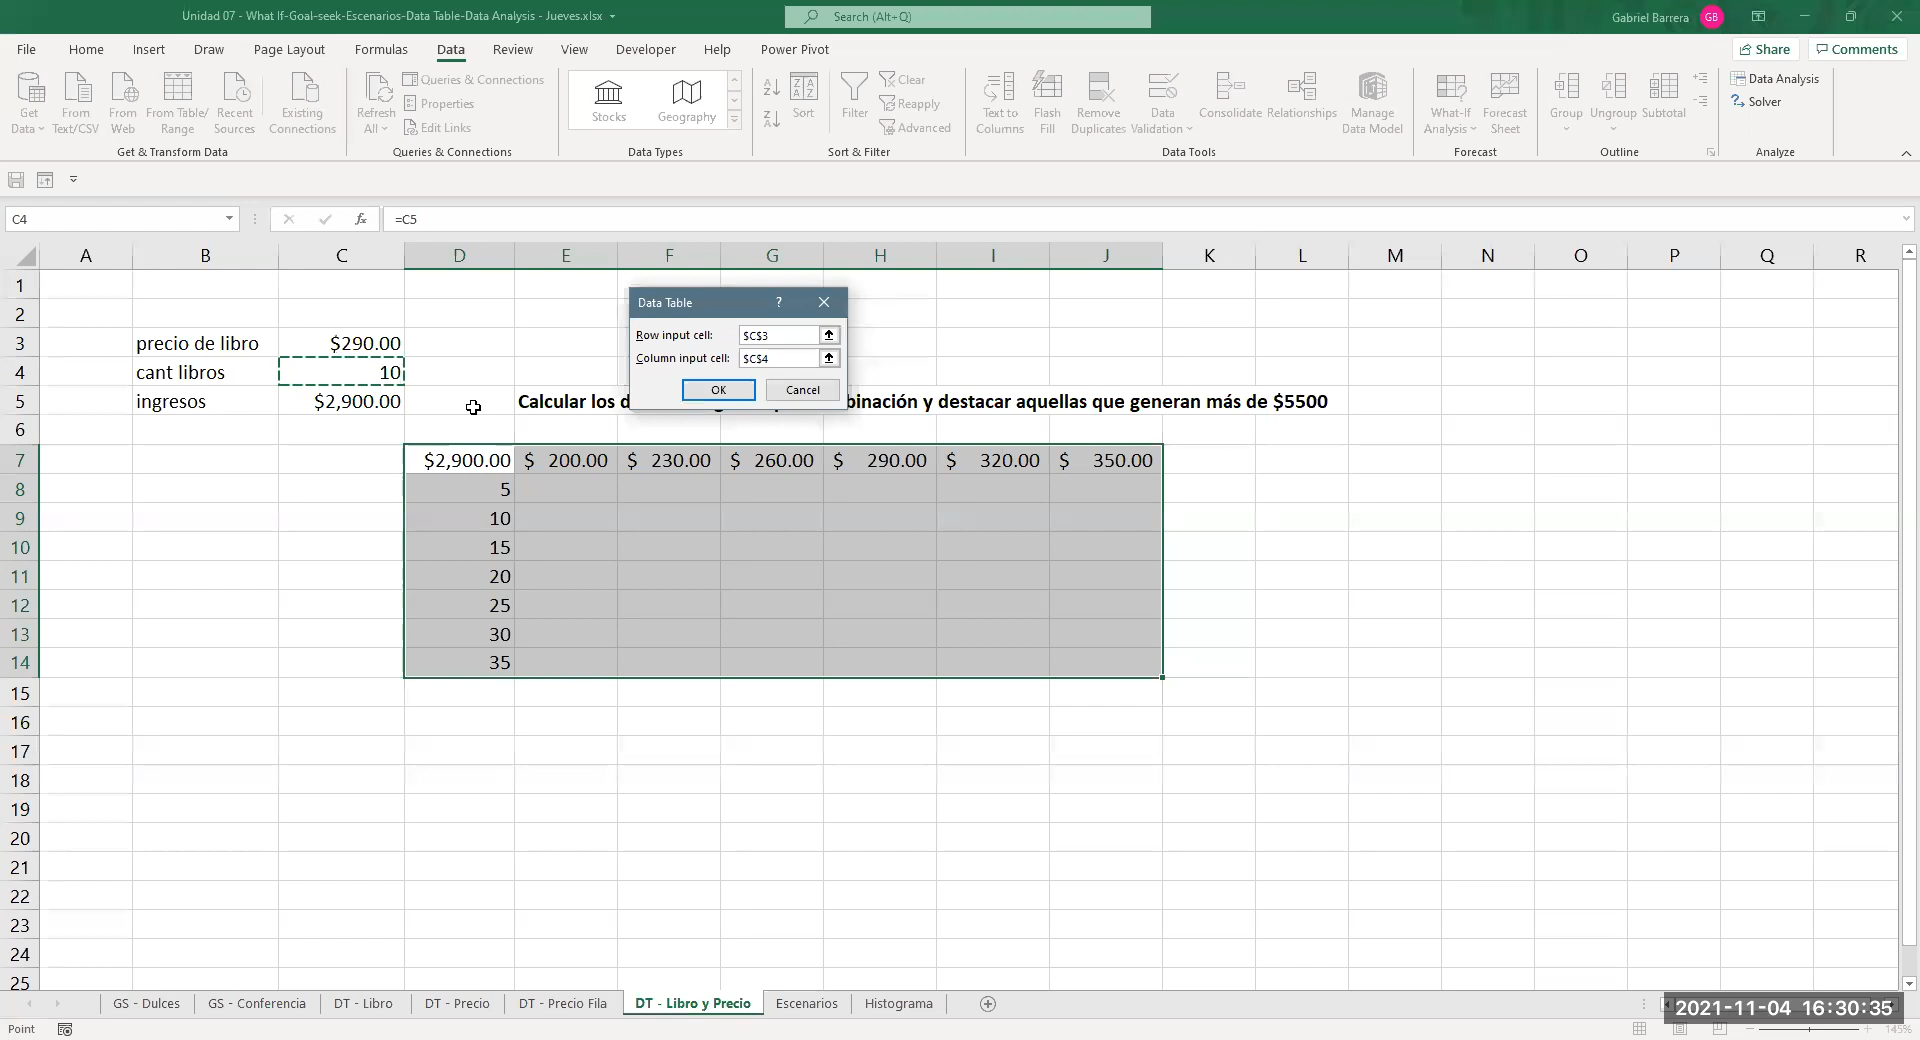 Unidad 07 - What If-Goal-seek-Escenarios-Data Table-Data Analysis - Jueves.xlsx
Search (Alt+Q)
Gabriel Barrera GB
File Home Insert Draw Page Layout Formulas Data Review View Developer Help Power Pivot
Share Comments
Get Data
From Text/CSV
From Web
From Table/ Range
Recent Sources
Existing Connections
Get & Transform Data
Refresh All
Queries & Connections
Properties
Edit Links
Queries & Connections
Stocks
Geography
Data Types
Sort
Filter
Clear
Reapply
Advanced
Sort & Filter
Text to Columns
Flash Fill
Remove Duplicates
Data Validation
Consolidate
Relationships
Manage Data Model
Data Tools
What-If Analysis
Forecast Sheet
Forecast
Group
Ungroup
Subtotal
Outline
Data Analysis
Solver
Analyze
C4
fx
=C5
A B C D E F G H I J K L M N O P Q R
1
2
Data Table ?
3 precio de libro $290.00
Row input cell: $C$3
Column input cell: $C$4
4 cant libros 10
OK Cancel
5 ingresos $2,900.00 Calcular los d binación y destacar aquellas que generan más de $5500
6
7 $2,900.00 $ 200.00 $ 230.00 $ 260.00 $ 290.00 $ 320.00 $ 350.00
8 5
9 10
10 15
11 20
12 25
13 30
14 35
15
16
17
18
19
20
21
22
23
24
25
GS - Dulces GS - Conferencia DT - Libro DT - Precio DT - Precio Fila DT - Libro y Precio Escenarios Histograma
2021-11-04 16:30:35
Point
145%